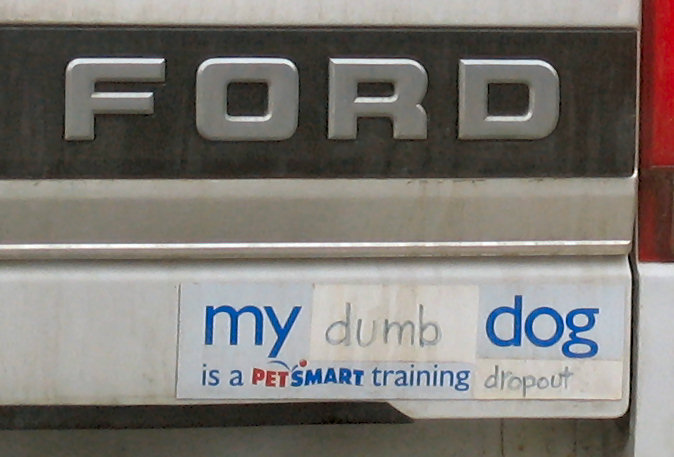 FORD
my dumb dog
is a PETSMART training dropout